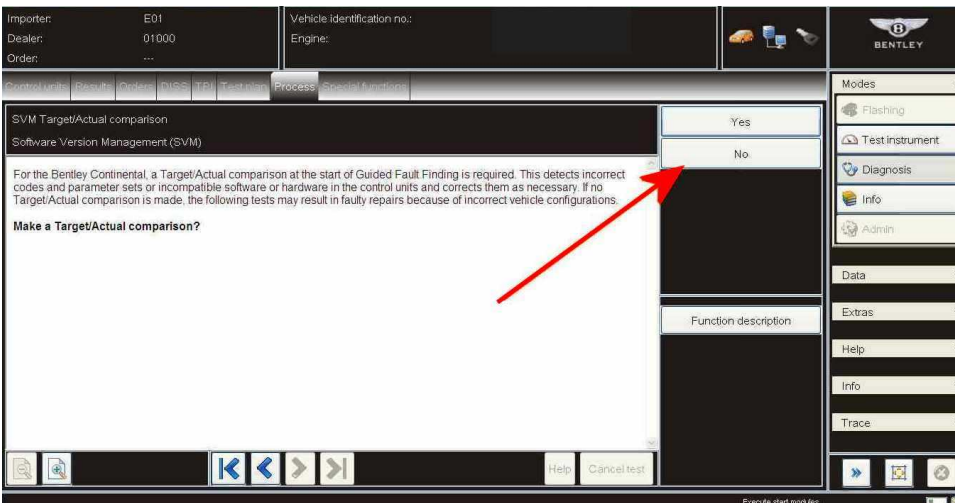 Importer: E01
Dealer: 01000
Order: ---
Vehicle identification no.:
Engine:
BENTLEY
Control units Results Orders DISS TPI Test plan Process Special functions
SVM Target/Actual comparison
Software Version Management (SVM)
For the Bentley Continental, a Target/Actual comparison at the start of Guided Fault Finding is required. This detects incorrect
codes and parameter sets or incompatible software or hardware in the control units and corrects them as necessary. If no
Target/Actual comparison is made, the following tests may result in faulty repairs because of incorrect vehicle configurations.
Make a Target/Actual comparison?
Yes
No
Function description
Modes
Flashing
Test instrument
Diagnosis
Info
Admin
Data
Extras
Help
Info
Trace
Help
Cancel test
Execute start modules